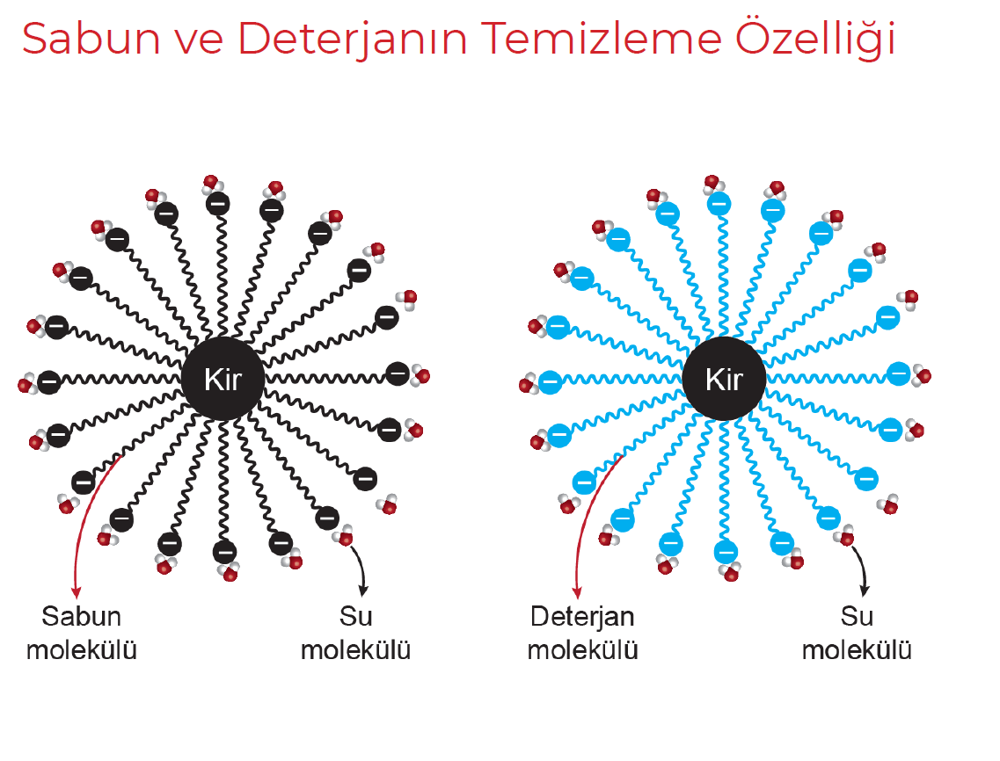 Sabun ve Deterjanın Temizleme Özelliği
Kir
Sabun
molekülü
Su
molekülü
Kir
Deterjan
molekülü
Su
molekülü